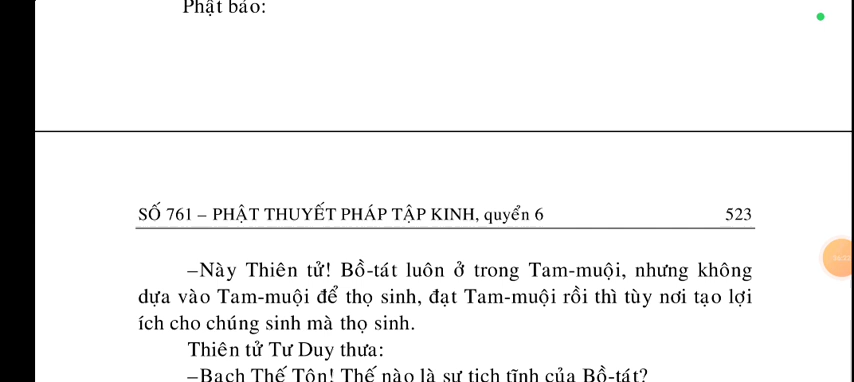 Phật bảo:
SỐ 761 – PHẬT THUYẾT PHÁP TẬP KINH, quyển 6 523
–Này Thiên tử! Bồ-tát luôn ở trong Tam-muội, nhưng không
dựa vào Tam-muội để thọ sinh, đạt Tam-muội rồi thì tùy nơi tạo lợi
ích cho chúng sinh mà thọ sinh.
Thiên tử Tư Duy thưa:
–Bạch Thế Tôn! Thế nào là sự tịch tĩnh của Bồ-tát?